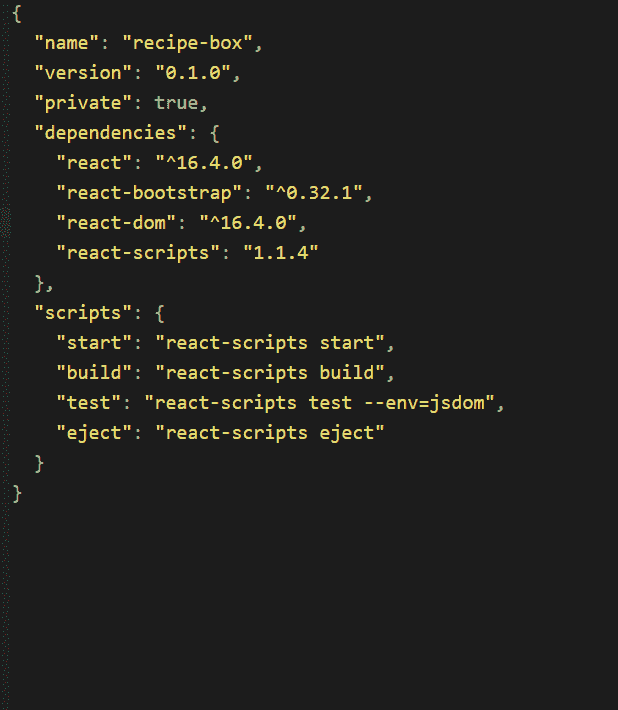 {
  "name": "recipe-box",
  "version": "0.1.0",
  "private": true,
  "dependencies": {
    "react": "^16.4.0",
    "react-bootstrap": "^0.32.1",
    "react-dom": "^16.4.0",
    "react-scripts": "1.1.4"
  },
  "scripts": {
    "start": "react-scripts start",
    "build": "react-scripts build",
    "test": "react-scripts test --env=jsdom",
    "eject": "react-scripts eject"
  }
}